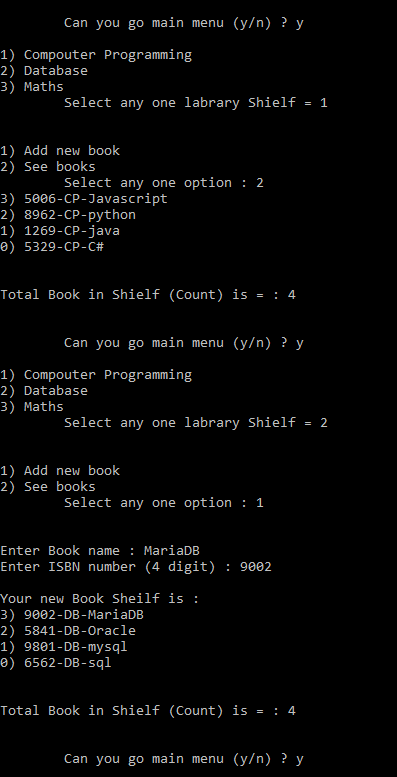 Can you go main menu (y/n) ? y
1) Compouter Programming
2) Database
3) Maths
Select any one labrary Shielf = 1
1) Add new book
2) See books
Select any one option : 2
3) 5006-CP-Javascript
2) 8962-CP-python
1) 1269-CP-java
0) 5329-CP-C#
Total Book in Shielf (Count) is = : 4
Can you go main menu (y/n) ? y
1) Compouter Programming
2) Database
3) Maths
Select any one labrary Shielf = 2
1) Add new book
2) See books
Select any one option : 1
Enter Book name : MariaDB
Enter ISBN number (4 digit) : 9002
Your new Book Sheilf is :
3) 9002-DB-MariaDB
2) 5841-DB-Oracle
1) 9801-DB-mysql
0) 6562-DB-sql
Total Book in Shielf (Count) is = : 4
Can you go main menu (y/n) ? y